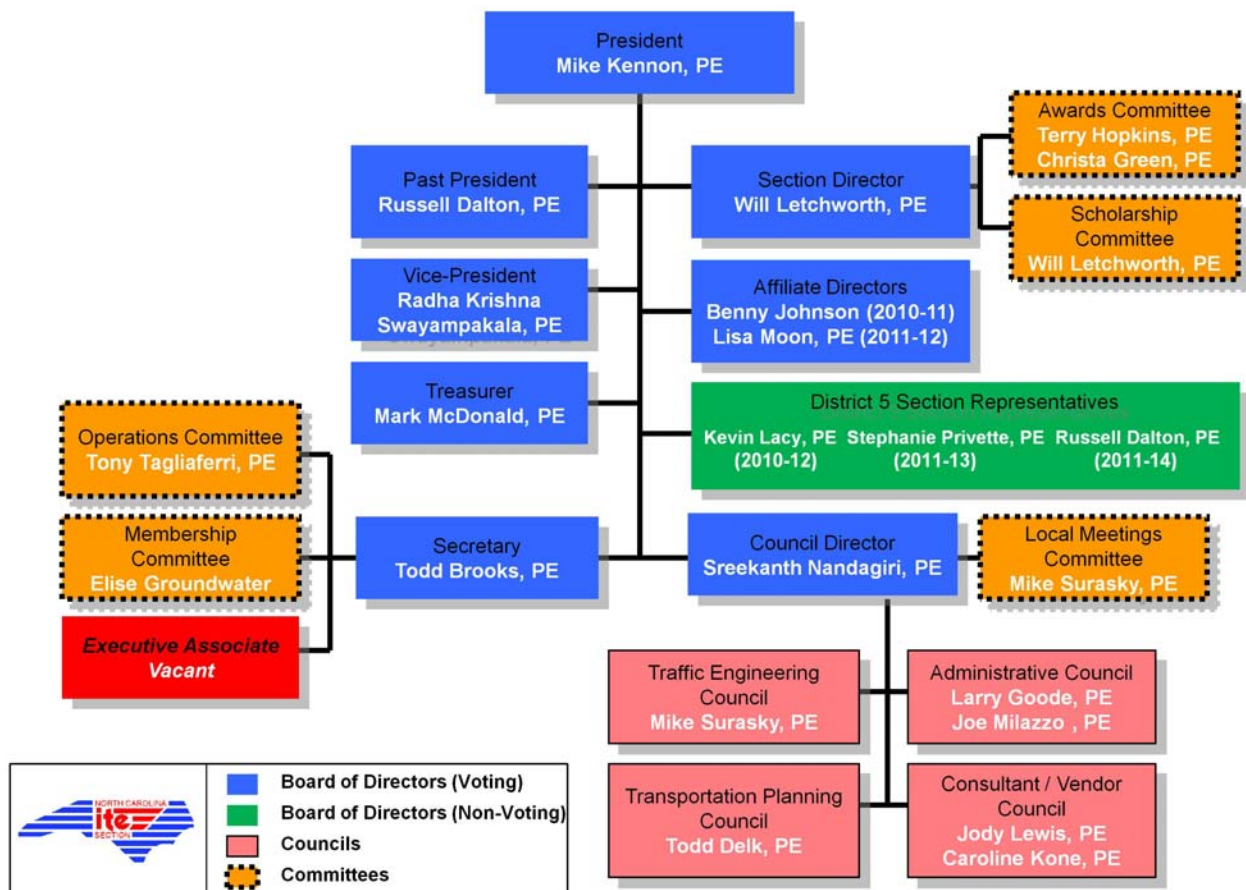 President
Mike Kennon, PE
Awards Committee
Terry Hopkins, PE
Christa Green, PE
Past President
Russell Dalton, PE
Section Director
Will Letchworth, PE
Scholarship
Committee
Will Letchworth, PE
Vice-President
Radha Krishna
Swayampakala, PE
Affiliate Directors
Benny Johnson (2010-11)
Lisa Moon, PE (2011-12)
Treasurer
Mark McDonald, PE
District 5 Section Representatives
Kevin Lacy, PE Stephanie Privette, PE Russell Dalton, PE
(2010-12) (2011-13) (2011-14)
Operations Committee
Tony Tagliaferri, PE
Membership
Committee
Elise Groundwater
Secretary
Todd Brooks, PE
Council Director
Sreekanth Nandagiri, PE
Local Meetings
Committee
Mike Surasky, PE
Executive Associate
Vacant
Traffic Engineering
Council
Mike Surasky, PE
Administrative Council
Larry Goode, PE
Joe Milazzo , PE
Transportation Planning
Council
Todd Delk, PE
Consultant / Vendor
Council
Jody Lewis, PE
Caroline Kone, PE
NORTH CAROLINA
ite
SECTION
Board of Directors (Voting)
Board of Directors (Non-Voting)
Councils
Committees